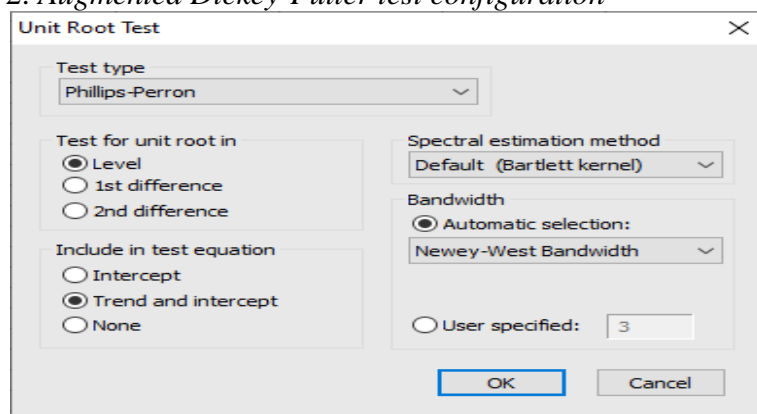 2. Augmented Dickey-Fuller test configuration
Unit Root Test
Test type
Phillips-Perron
Test for unit root in
Level
1st difference
2nd difference
Include in test equation
Intercept
Trend and intercept
None
Spectral estimation method
Default (Bartlett kernel)
Bandwidth
Automatic selection:
Newey-West Bandwidth
User specified:
3
OK
Cancel